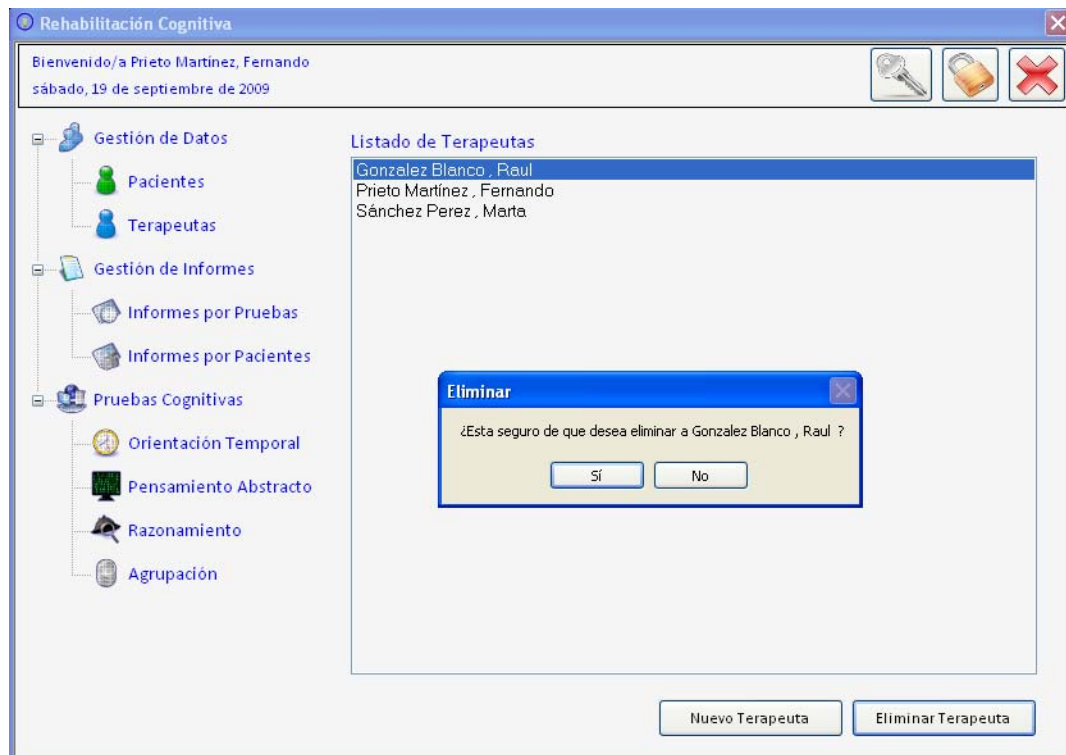 Rehabilitación Cognitiva
Bienvenido/a Prieto Martínez, Fernando
sábado, 19 de septiembre de 2009
Gestión de Datos
Pacientes
Terapeutas
Gestión de Informes
Informes por Pruebas
Informes por Pacientes
Pruebas Cognitivas
Orientación Temporal
Pensamiento Abstracto
Razonamiento
Agrupación
Listado de Terapeutas
Gonzalez Blanco , Raul
Prieto Martínez , Fernando
Sánchez Perez , Marta
Eliminar
¿Esta seguro de que desea eliminar a Gonzalez Blanco , Raul ?
Sí
No
Nuevo Terapeuta
Eliminar Terapeuta